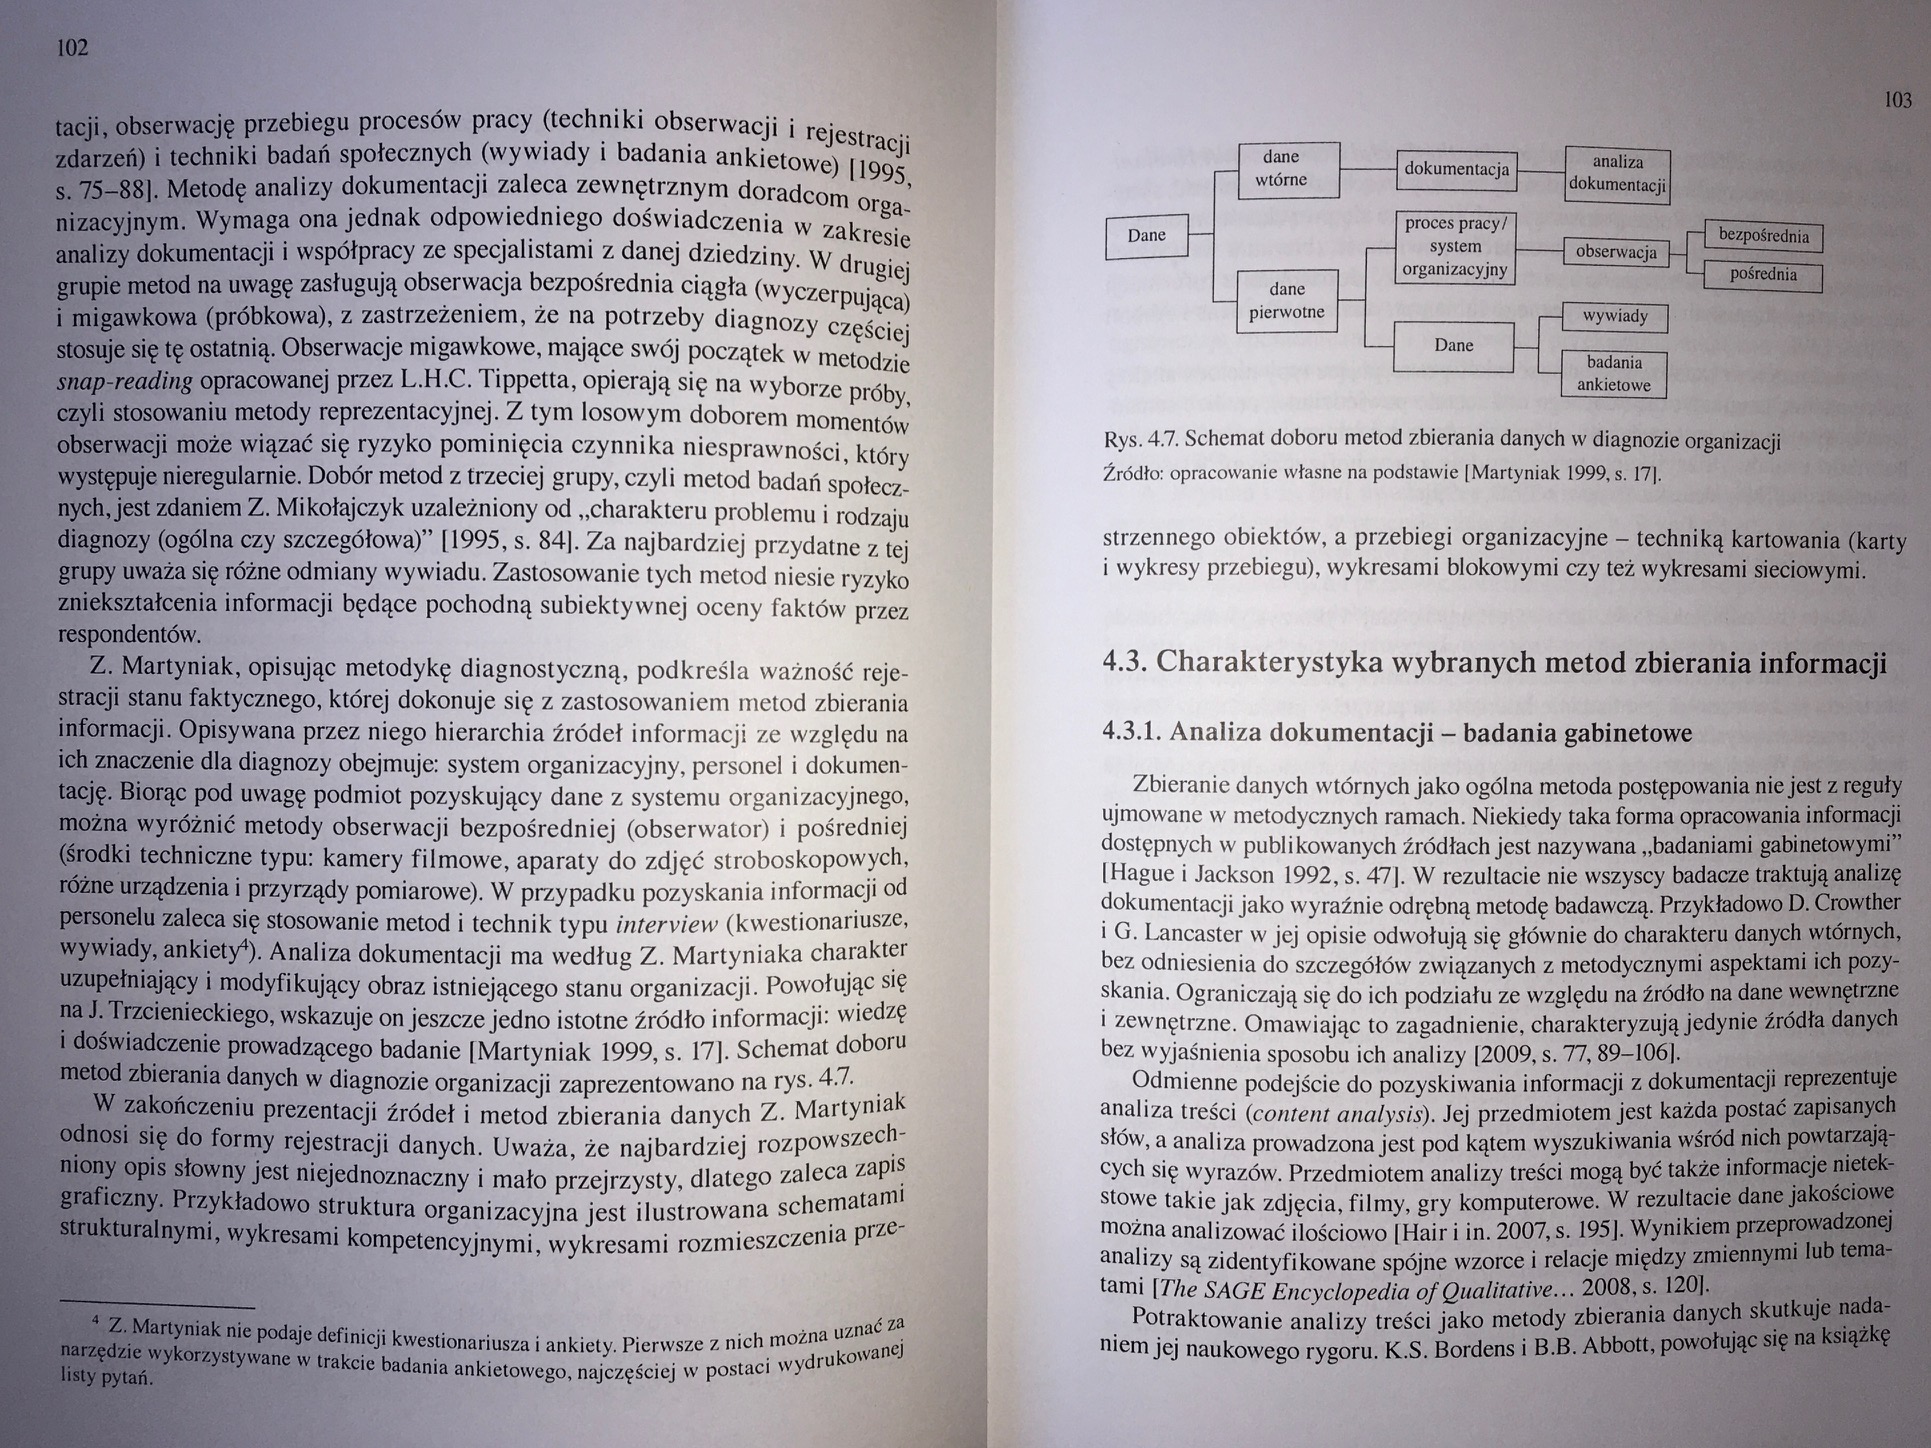 102
tacji, obserwację przebiegu procesów pracy (techniki obserwacji i rejestracji
zdarzeń) i techniki badań społecznych (wywiady i badania ankietowe) [1995,
s. 75–88]. Metodę analizy dokumentacji zaleca zewnętrznym doradcom orga-
nizacyjnym. Wymaga ona jednak odpowiedniego doświadczenia w zakresie
analizy dokumentacji i współpracy ze specjalistami z danej dziedziny. W drugiej
grupie metod na uwagę zasługują obserwacja bezpośrednia ciągła (wyczerpująca)
i migawkowa (próbkowa), z zastrzeżeniem, że na potrzeby diagnozy częściej
stosuje się tę ostatnią. Obserwacje migawkowe, mające swój początek w metodzie
snap-reading opracowanej przez L.H.C. Tippetta, opierają się na wyborze próby,
czyli stosowaniu metody reprezentacyjnej. Z tym losowym doborem momentów
obserwacji może wiązać się ryzyko pominięcia czynnika niesprawności, który
występuje nieregularnie. Dobór metod z trzeciej grupy, czyli metod badań społecz-
nych, jest zdaniem Z. Mikołajczyk uzależniony od „charakteru problemu i rodzaju
diagnozy (ogólna czy szczegółowa)” [1995, s. 84]. Za najbardziej przydatne z tej
grupy uważa się różne odmiany wywiadu. Zastosowanie tych metod niesie ryzyko
zniekształcenia informacji będące pochodną subiektywnej oceny faktów przez
respondentów.
Z. Martyniak, opisując metodykę diagnostyczną, podkreśla ważność reje-
stracji stanu faktycznego, której dokonuje się z zastosowaniem metod zbierania
informacji. Opisywana przez niego hierarchia źródeł informacji ze względu na
ich znaczenie dla diagnozy obejmuje: system organizacyjny, personel i dokumen-
tację. Biorąc pod uwagę podmiot pozyskujący dane z systemu organizacyjnego,
można wyróżnić metody obserwacji bezpośredniej (obserwator) i pośredniej
(środki techniczne typu: kamery filmowe, aparaty do zdjęć stroboskopowych,
różne urządzenia i przyrządy pomiarowe). W przypadku pozyskania informacji od
personelu zaleca się stosowanie metod i technik typu interview (kwestionariusze,
wywiady, ankiety⁴). Analiza dokumentacji ma według Z. Martyniaka charakter
uzupełniający i modyfikujący obraz istniejącego stanu organizacji. Powołując się
na J. Trzcienieckiego, wskazuje on jeszcze jedno istotne źródło informacji: wiedzę
i doświadczenie prowadzącego badanie [Martyniak 1999, s. 17]. Schemat doboru
metod zbierania danych w diagnozie organizacji zaprezentowano na rys. 4.7.
W zakończeniu prezentacji źródeł i metod zbierania danych Z. Martyniak
odnosi się do formy rejestracji danych. Uważa, że najbardziej rozpowszech-
niony opis słowny jest niejednoznaczny i mało przejrzysty, dlatego zaleca zapis
graficzny. Przykładowo struktura organizacyjna jest ilustrowana schematami
strukturalnymi, wykresami kompetencyjnymi, wykresami rozmieszczenia prze-
⁴ Z. Martyniak nie podaje definicji kwestionariusza i ankiety. Pierwsze z nich można uznać za
narzędzie wykorzystywane w trakcie badania ankietowego, najczęściej w postaci wydrukowanej
listy pytań.
103
Dane
dane
wtórne
dokumentacja
analiza
dokumentacji
dane
pierwotne
proces pracy/
system
organizacyjny
obserwacja
bezpośrednia
pośrednia
Dane
wywiady
badania
ankietowe
Rys. 4.7. Schemat doboru metod zbierania danych w diagnozie organizacji
Źródło: opracowanie własne na podstawie [Martyniak 1999, s. 17].
strzennego obiektów, a przebiegi organizacyjne – techniką kartowania (karty
i wykresy przebiegu), wykresami blokowymi czy też wykresami sieciowymi.
4.3. Charakterystyka wybranych metod zbierania informacji
4.3.1. Analiza dokumentacji – badania gabinetowe
Zbieranie danych wtórnych jako ogólna metoda postępowania nie jest z reguły
ujmowane w metodycznych ramach. Niekiedy taka forma opracowania informacji
dostępnych w publikowanych źródłach jest nazywana „badaniami gabinetowymi”
[Hague i Jackson 1992, s. 47]. W rezultacie nie wszyscy badacze traktują analizę
dokumentacji jako wyraźnie odrębną metodę badawczą. Przykładowo D. Crowther
i G. Lancaster w jej opisie odwołują się głównie do charakteru danych wtórnych,
bez odniesienia do szczegółów związanych z metodycznymi aspektami ich pozy-
skania. Ograniczają się do ich podziału ze względu na źródło na dane wewnętrzne
i zewnętrzne. Omawiając to zagadnienie, charakteryzują jedynie źródła danych
bez wyjaśnienia sposobu ich analizy [2009, s. 77, 89–106].
Odmienne podejście do pozyskiwania informacji z dokumentacji reprezentuje
analiza treści (content analysis). Jej przedmiotem jest każda postać zapisanych
słów, a analiza prowadzona jest pod kątem wyszukiwania wśród nich powtarzają-
cych się wyrazów. Przedmiotem analizy treści mogą być także informacje nietek-
stowe takie jak zdjęcia, filmy, gry komputerowe. W rezultacie dane jakościowe
można analizować ilościowo [Hair i in. 2007, s. 195]. Wynikiem przeprowadzonej
analizy są zidentyfikowane spójne wzorce i relacje między zmiennymi lub tema-
tami [The SAGE Encyclopedia of Qualitative... 2008, s. 120].
Potraktowanie analizy treści jako metody zbierania danych skutkuje nada-
niem jej naukowego rygoru. K.S. Bordens i B.B. Abbott, powołując się na książkę